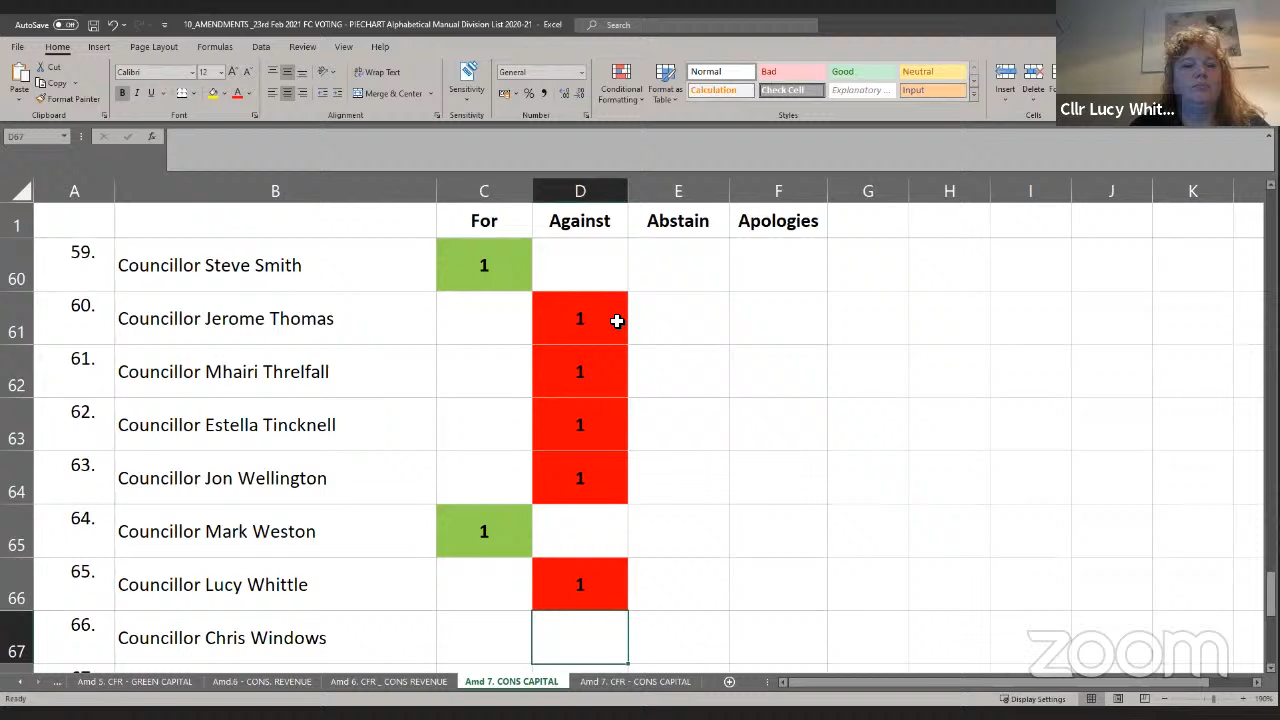 AutoSave Off 10_AMENDMENTS_23rd Feb 2021 FC VOTING - PIECHART Alphabetical Manual Division List 2020-21 - Excel Search
File Home Insert Page Layout Formulas Data Review View Help
Paste Cut Copy Format Painter Clipboard
Calibri 12 B I U Font
Wrap Text Merge & Center Alignment
Sensitivity Sensitivity
General % Number
Conditional Formatting Format as Table
Normal Bad Good Neutral
Calculation Check Cell Explanatory ... Input
Styles
Insert Delete Cells
Cllr Lucy Whit...
D67 fx
A B C D E F G H I J K
1 For Against Abstain Apologies
60 59. Councillor Steve Smith 1
61 60. Councillor Jerome Thomas 1
62 61. Councillor Mhairi Threlfall 1
63 62. Councillor Estella Tincknell 1
64 63. Councillor Jon Wellington 1
65 64. Councillor Mark Weston 1
66 65. Councillor Lucy Whittle 1
67 66. Councillor Chris Windows
zoom
... Amd 5. CFR - GREEN CAPITAL Amd.6 - CONS. REVENUE Amd 6. CFR _ CONS REVENUE Amd 7. CONS CAPITAL Amd 7. CFR - CONS CAPITAL
Ready Display Settings 190%